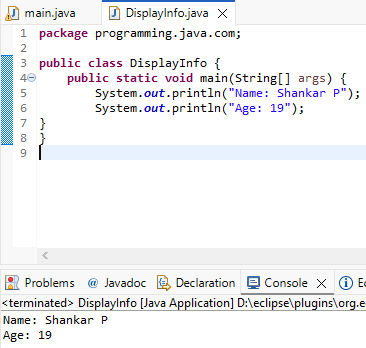 main.java
DisplayInfo.java
1 package programming.java.com;
2
3 public class DisplayInfo {
4 public static void main(String[] args) {
5 System.out.println("Name: Shankar P");
6 System.out.println("Age: 19");
7 }
8 }
9
Problems @ Javadoc Declaration Console
<terminated> DisplayInfo [Java Application] D:\eclipse\plugins\org.e
Name: Shankar P
Age: 19